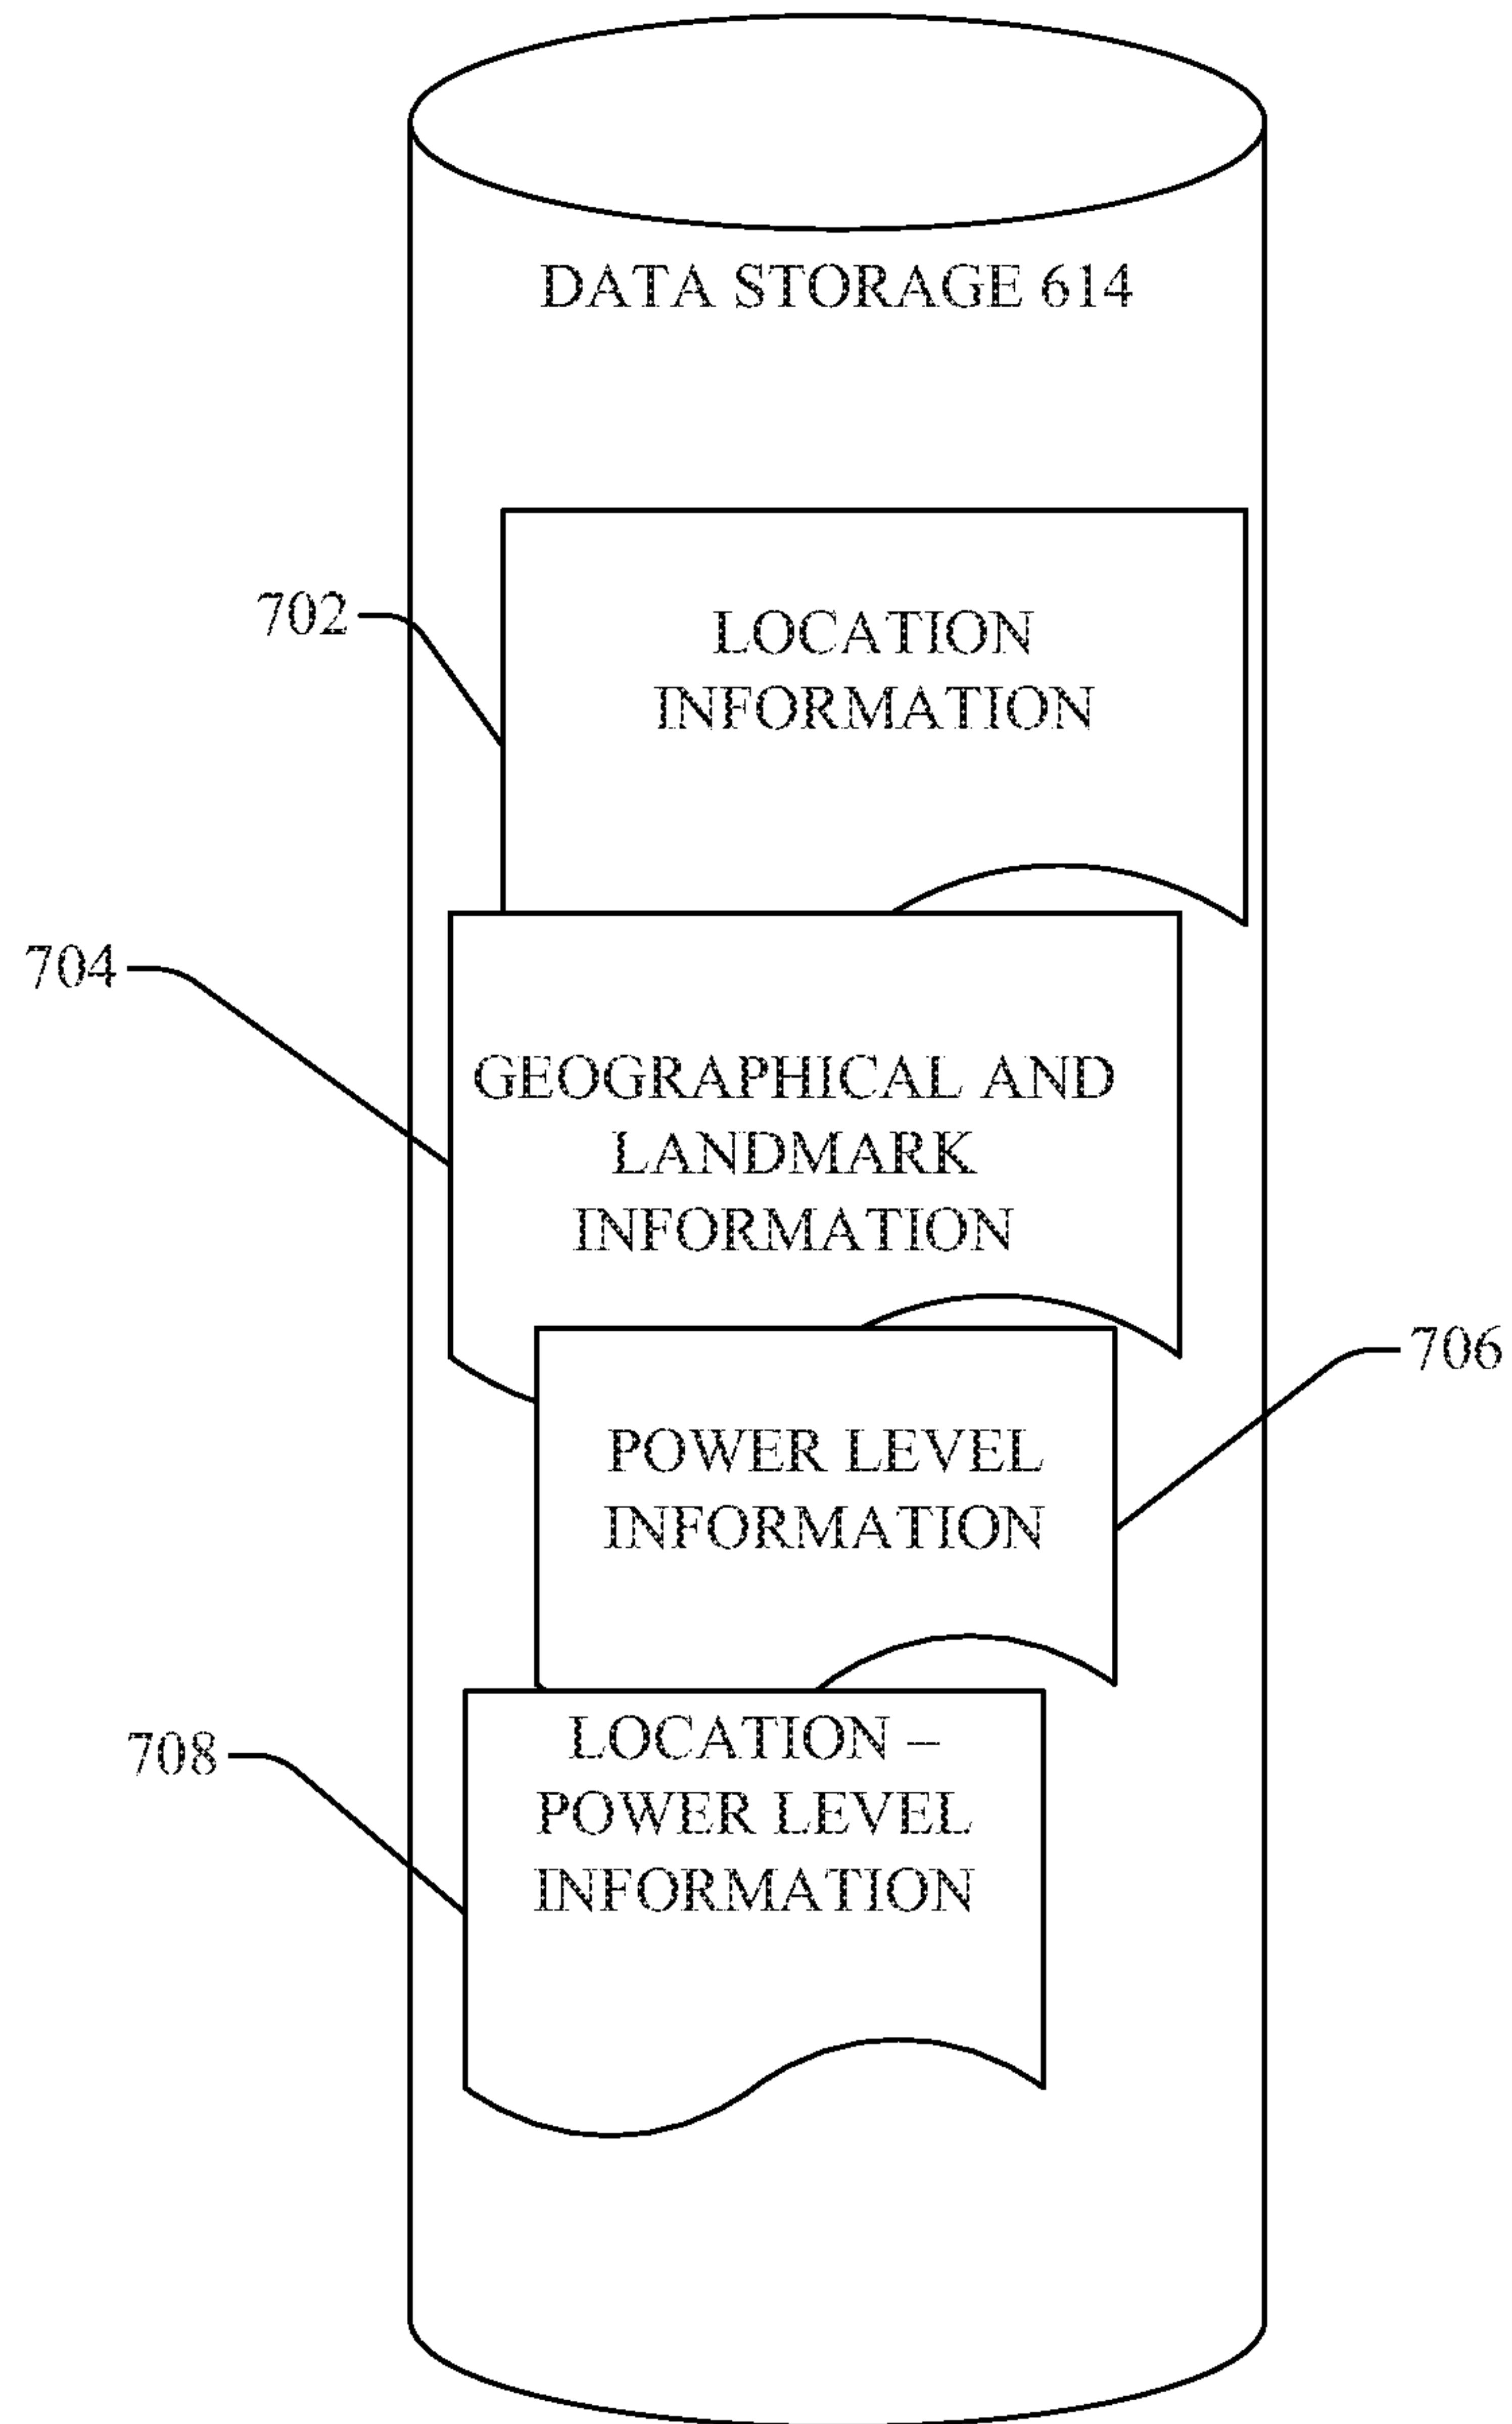 DATA STORAGE 614
702
LOCATION
INFORMATION
704
GEOGRAPHICAL AND
LANDMARK
INFORMATION
706
POWER LEVEL
INFORMATION
708
LOCATION –
POWER LEVEL
INFORMATION